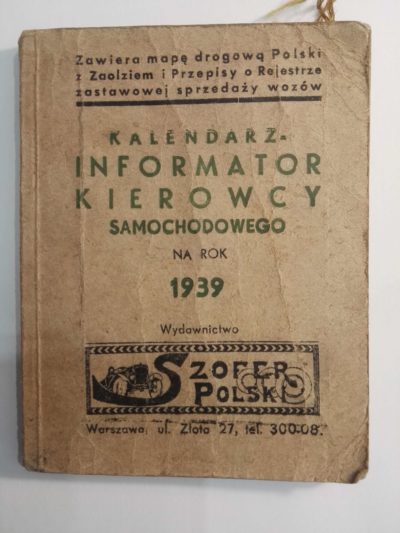 Zawiera mapę drogową Polski
z Zaolziem i Przepisy o Rejestrze
zastawowej sprzedaży wozów
KALENDARZ-
INFORMATOR
KIEROWCY
SAMOCHODOWEGO
NA ROK
1939
Wydawnictwo
SZOFER
POLSKI
Warszawa, ul. Złota 27, tel. 300-08.